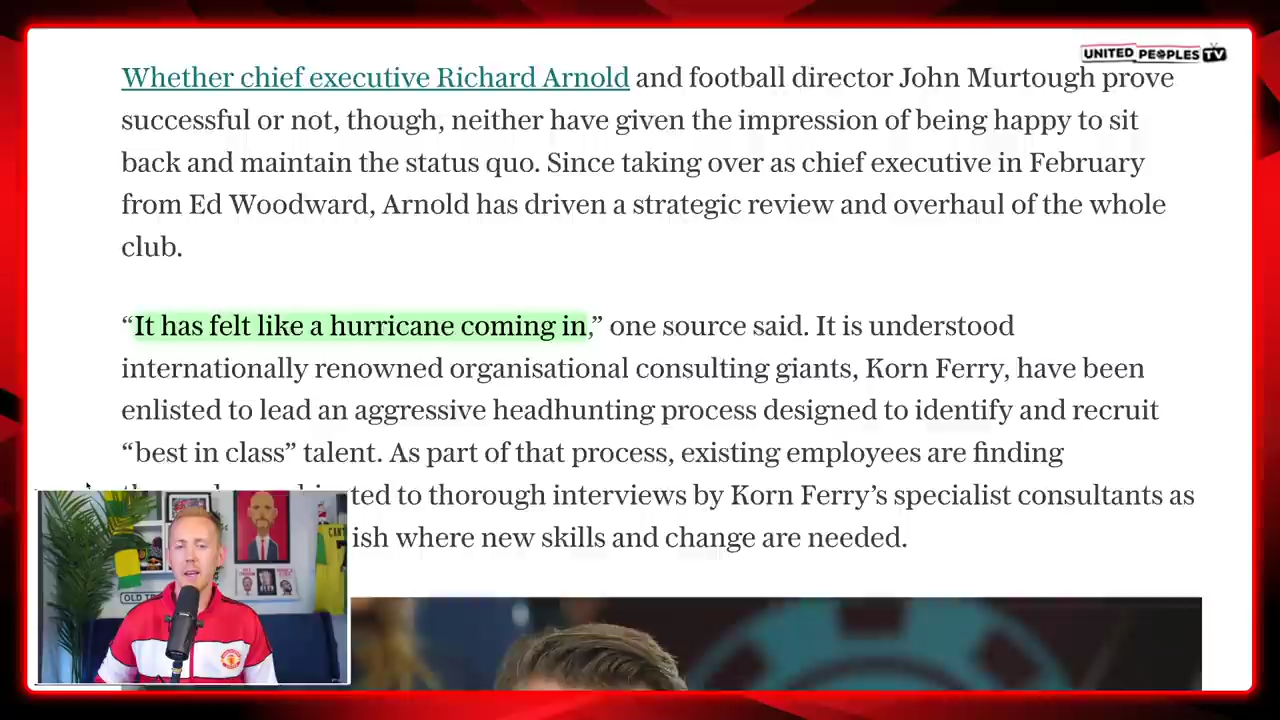 UNITED PEOPLES TV
Whether chief executive Richard Arnold and football director John Murtough prove
successful or not, though, neither have given the impression of being happy to sit
back and maintain the status quo. Since taking over as chief executive in February
from Ed Woodward, Arnold has driven a strategic review and overhaul of the whole
club.
“It has felt like a hurricane coming in,” one source said. It is understood
internationally renowned organisational consulting giants, Korn Ferry, have been
enlisted to lead an aggressive headhunting process designed to identify and recruit
“best in class” talent. As part of that process, existing employees are finding
ted to thorough interviews by Korn Ferry’s specialist consultants as
ish where new skills and change are needed.
OLD TR
CANT